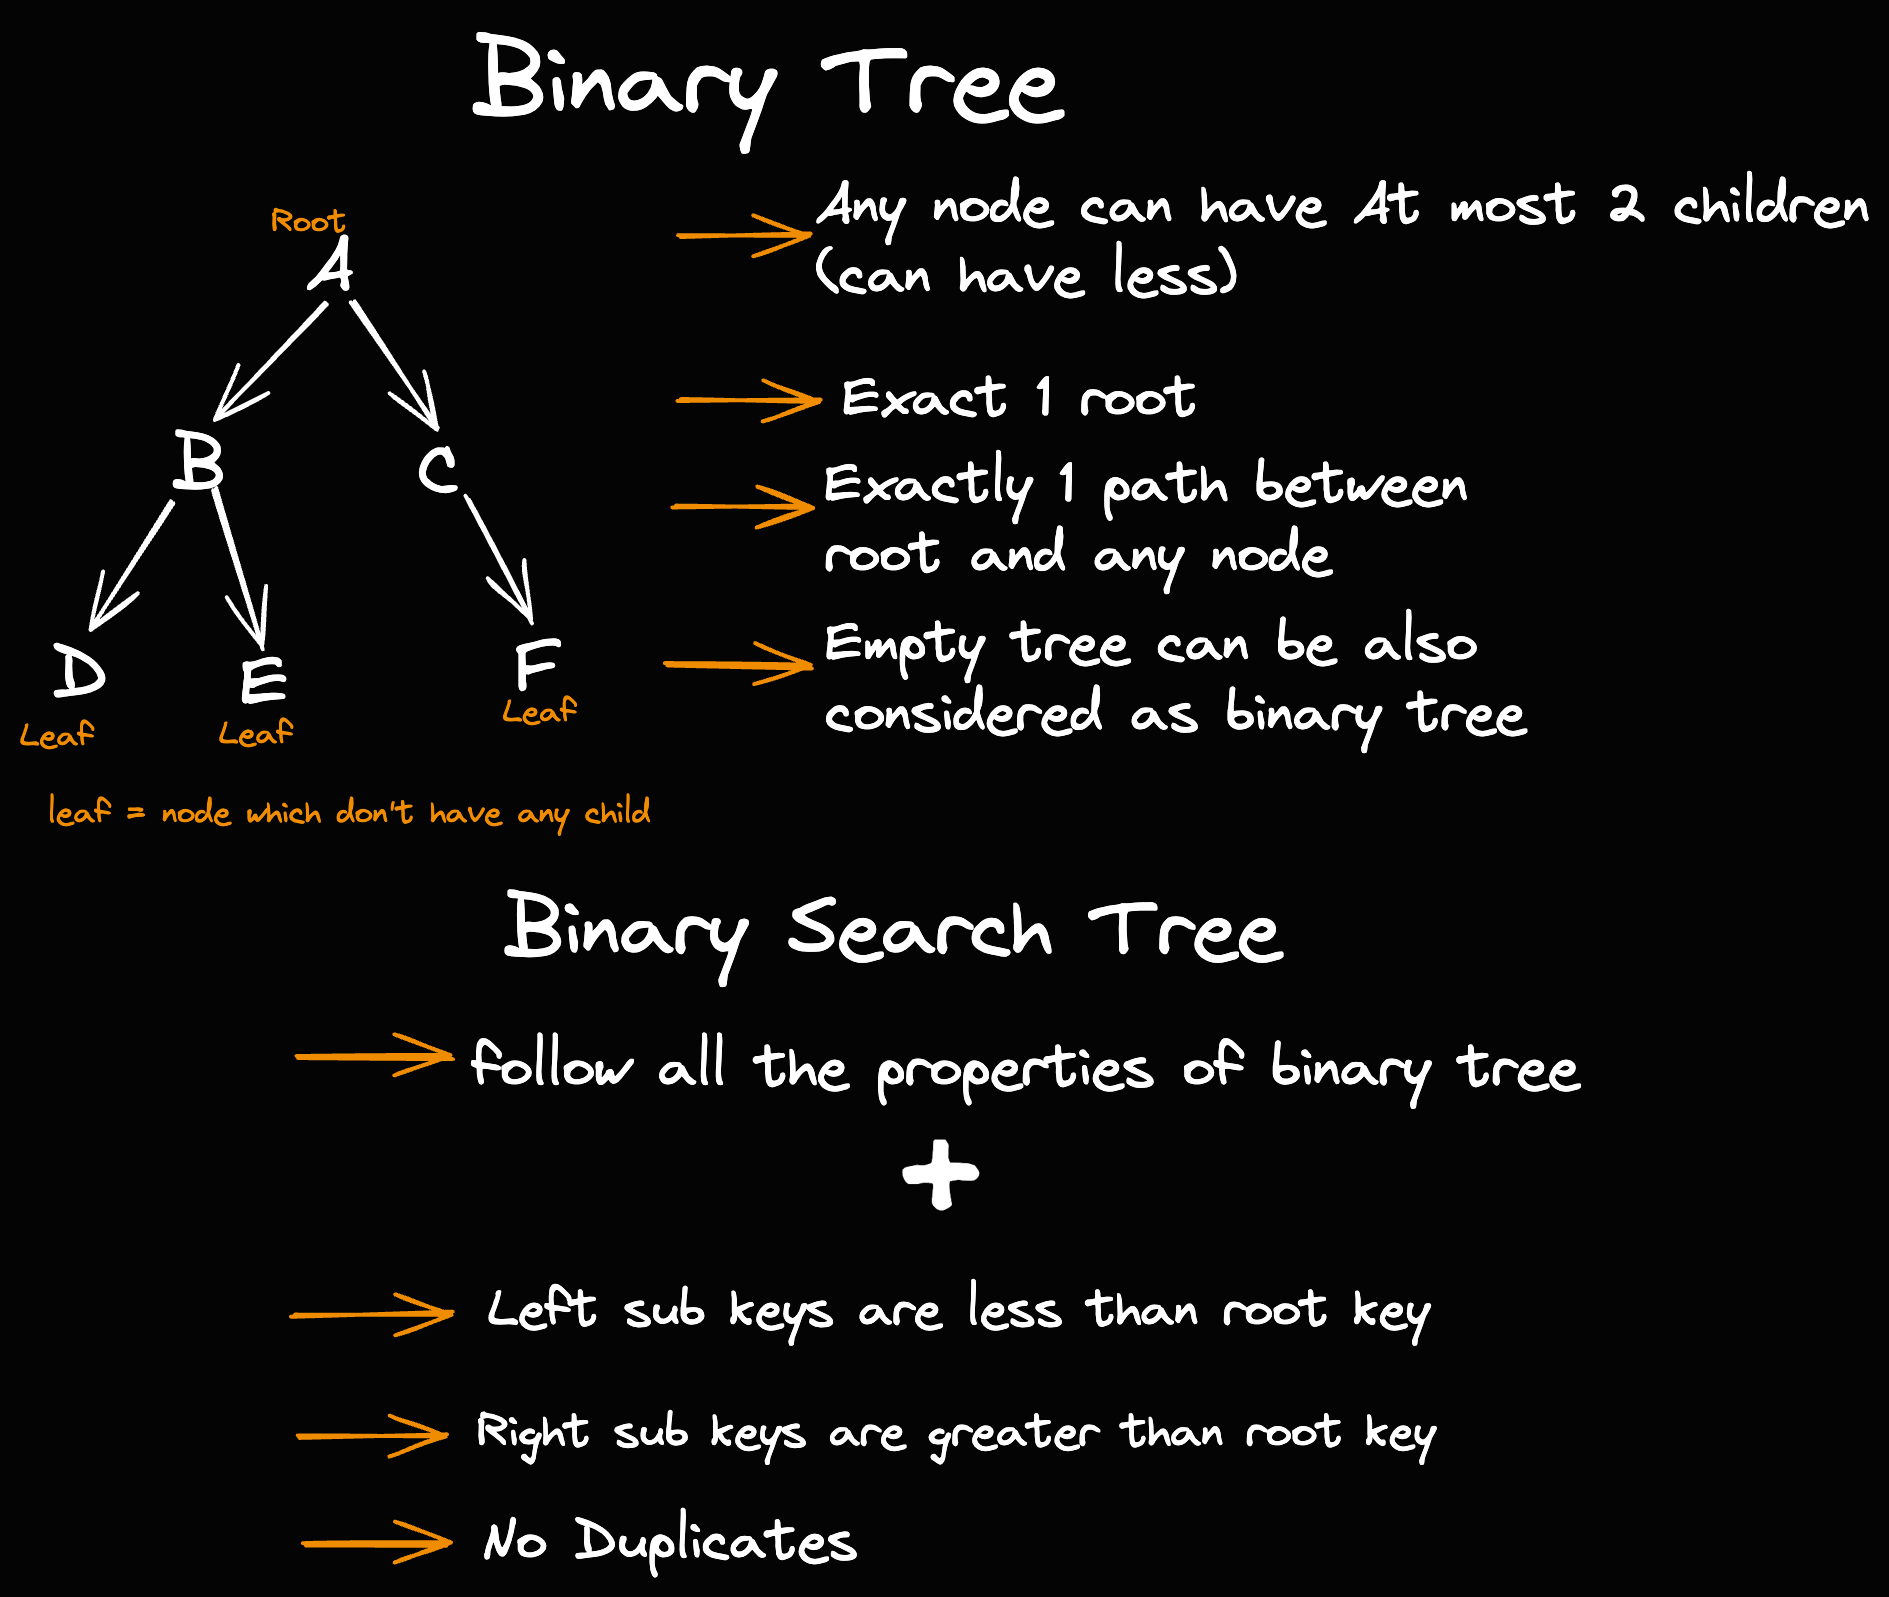 Binary Tree
Root
A
B
C
D
E
F
Leaf
Leaf
Leaf
leaf = node which don't have any child
Any node can have At most 2 children
(can have less)
Exact 1 root
Exactly 1 path between
root and any node
Empty tree can be also
considered as binary tree
Binary Search Tree
follow all the properties of binary tree
+
Left sub keys are less than root key
Right sub keys are greater than root key
No Duplicates